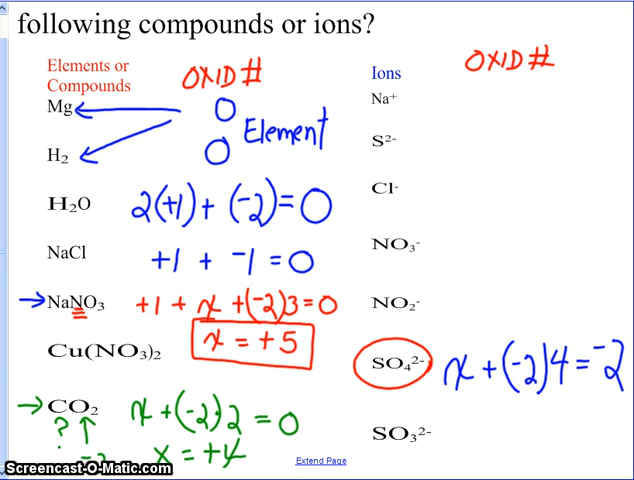 following compounds or ions?
Elements or
Compounds
OXID #
Mg
0
Element
H₂
0
H₂O
2(+1) + (-2) = 0
NaCl
+1 + -1 = 0
→ NaNO₃
+1 + x + (-2)3 = 0
x = +5
Cu(NO₃)₂
→ CO₂
x + (-2)2 = 0
?
-2
x = +4
Ions
OXID #
Na⁺
S²⁻
Cl⁻
NO₃⁻
NO₂⁻
SO₄²⁻
x + (-2)4 = -2
SO₃²⁻
Extend Page
Screencast-O-Matic.com